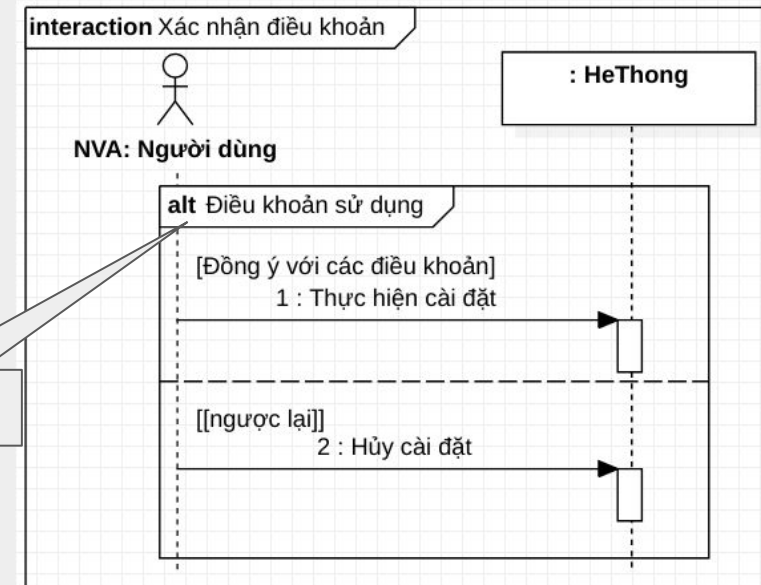 interaction Xác nhận điều khoản
: HeThong
NVA: Người dùng
alt Điều khoản sử dụng
[Đồng ý với các điều khoản]
1 : Thực hiện cài đặt
[[ngược lại]]
2 : Hủy cài đặt